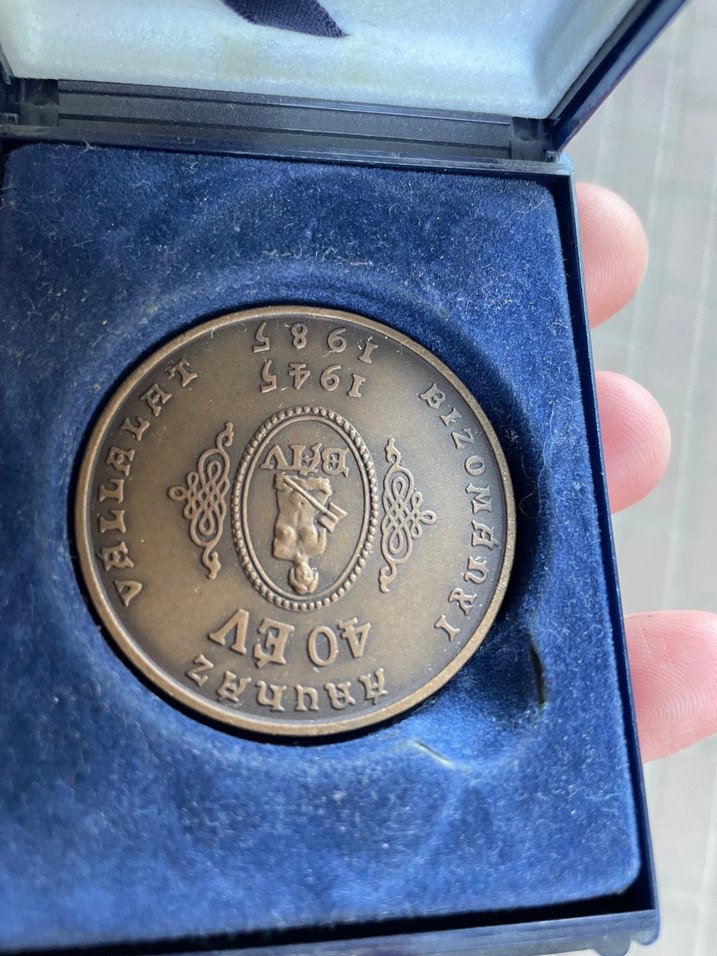 BIZOMÁNYI ÁRUHÁZ VÁLLALAT
40 ÉV
BÁV
1945
1985